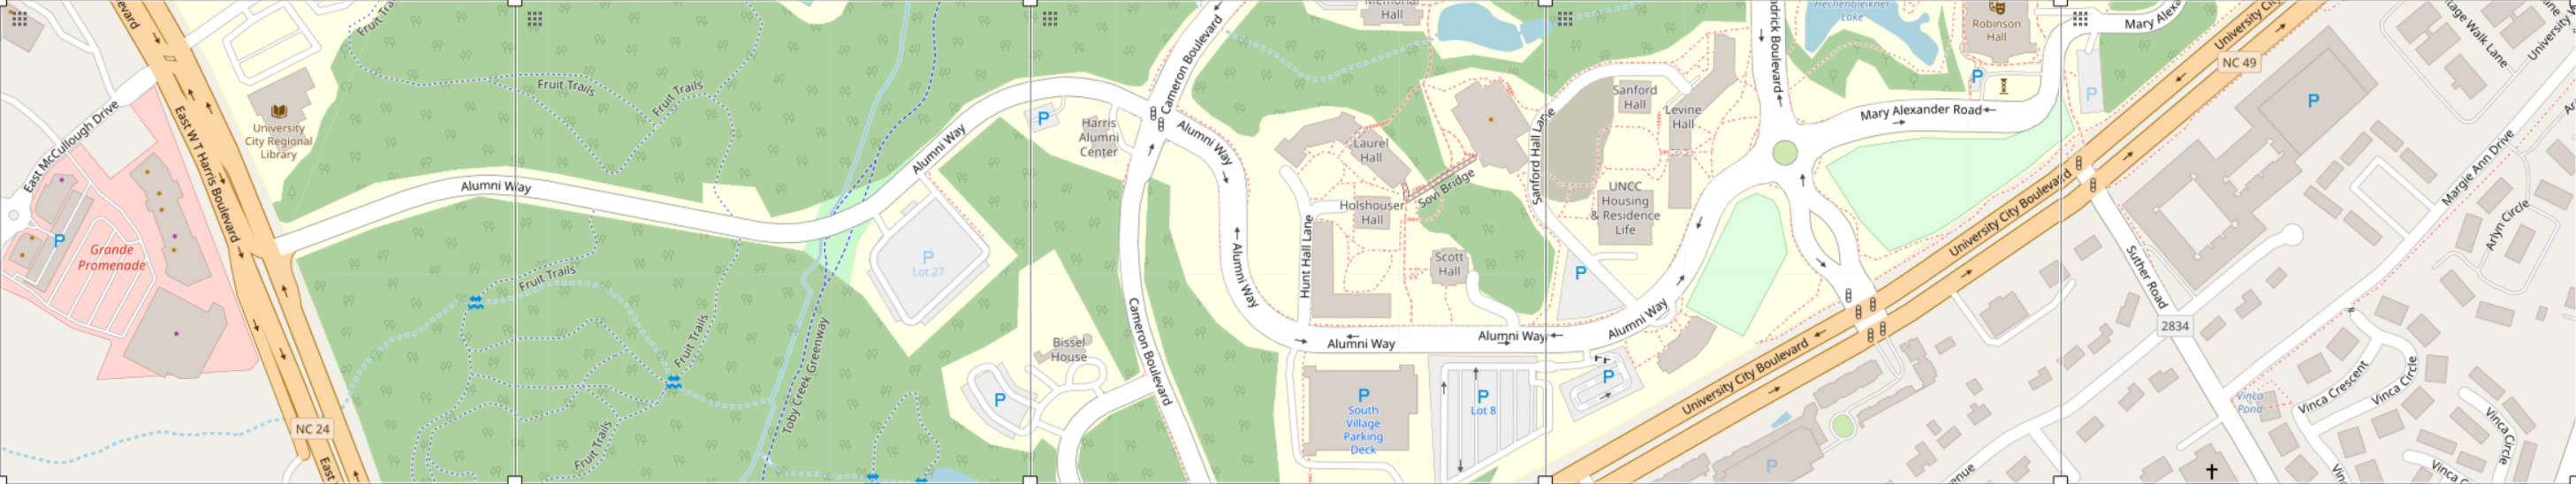 evard
Fruit Trails
Cameron Boulevard
Memorial
Hall
Hechenbleikner
Lake
Robinson
Hall
Mary Alexa
University City
NC 49
East McCullough Drive
University
City Regional
Library
Fruit Trails
Fruit Trails
Harris
Alumni
Center
Alumni Way
Alumni Way
Laurel
Hall
Sanford Hall Lane
Sanford
Hall
Levine
Hall
Mary Alexander Road
P
P
P
P
Margie Ann Drive
East W T Harris Boulevard
Alumni Way
Holshouser
Hall
Sovi Bridge
UNCC
Housing
& Residence
Life
University City Boulevard
Arlyn Circle
Grande
Promenade
P
P
Lot 27
Fruit Trails
Alumni Way
Hunt Hall Lane
Scott
Hall
P
Suther Road
2834
Fruit Trails
Toby Creek Greenway
Bissel
House
Cameron Boulevard
Alumni Way
Alumni Way
Alumni Way
University City Boulevard
P
P
South
Village
Parking
Deck
P
Lot 8
P
P
Vinca
Pond
Vinca Crescent
Vinca Circle
Vinca Circle
NC 24
East
Fruit Trails
enue
Vinca C